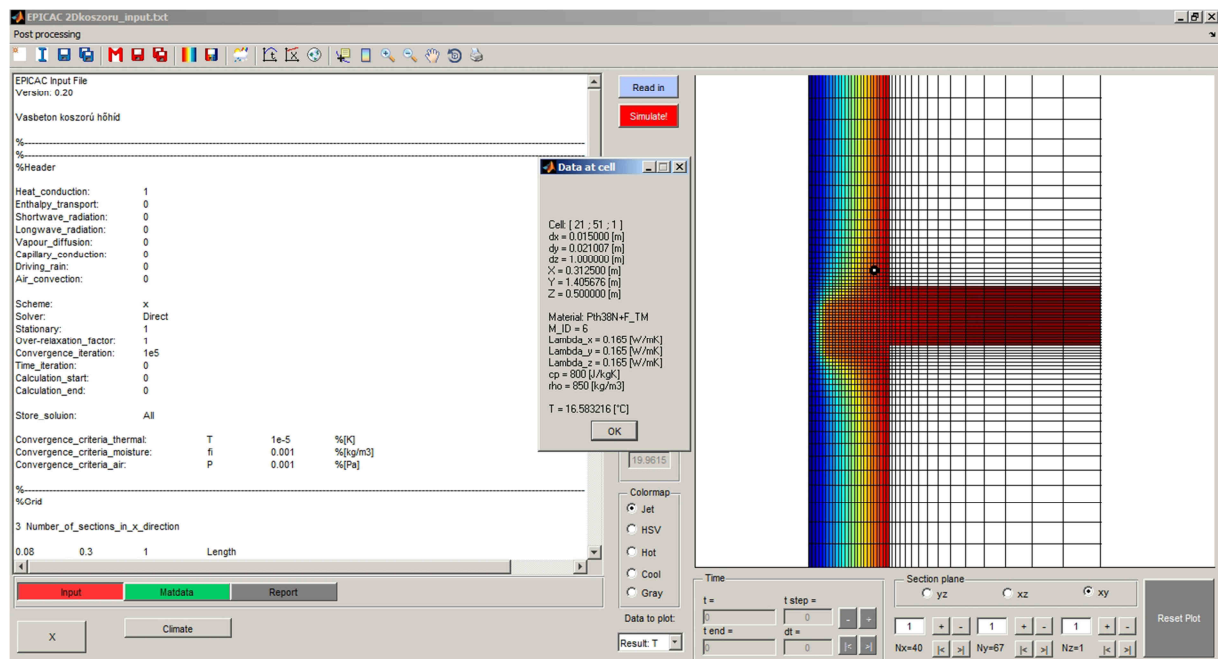 EPICAC 2Dkoszoru_input.txt
Post processing
EPICAC Input File
Version: 0.20
Vasbeton koszorú hőhíd
%----------
%----------
%Header
Heat_conduction: 1
Enthalpy_transport: 0
Shortwave_radiation: 0
Longwave_radiation: 0
Vapour_diffusion: 0
Capillary_conduction: 0
Driving_rain: 0
Air_convection: 0
Scheme: x
Solver: Direct
Stationary: 1
Over-relaxation_factor: 1
Convergence_iteration: 1e5
Time_iteration: 0
Calculation_start: 0
Calculation_end: 0
Store_soluion: All
Convergence_criteria_thermal: T 1e-5 %[K]
Convergence_criteria_moisture: fi 0.001 %[kg/m3]
Convergence_criteria_air: P 0.001 %[Pa]
%----------
%Grid
3 Number_of_sections_in_x_direction
0.08 0.3 1 Length
Input
Matdata
Report
X
Climate
Read in
Simulate!
Data at cell
Cell: [ 21 ; 51 ; 1 ]
dx = 0.015000 [m]
dy = 0.021007 [m]
dz = 1.000000 [m]
X = 0.312500 [m]
Y = 1.405676 [m]
Z = 0.500000 [m]
Material: Pth38N+F_TM
M_ID = 6
Lambda_x = 0.165 [W/mK]
Lambda_y = 0.165 [W/mK]
Lambda_z = 0.165 [W/mK]
cp = 800 [J/kgK]
rho = 850 [kg/m3]
T = 16.583216 [°C]
OK
19.9615
Colormap
Jet
HSV
Hot
Cool
Gray
Data to plot:
Result: T
Time
t = t step =
0 0 - +
t end = dt =
0 0 |< >|
Section plane
yz xz xy
1 + - 1 + - 1 + -
Nx=40 |< >| Ny=67 |< >| Nz=1 |< >|
Reset Plot